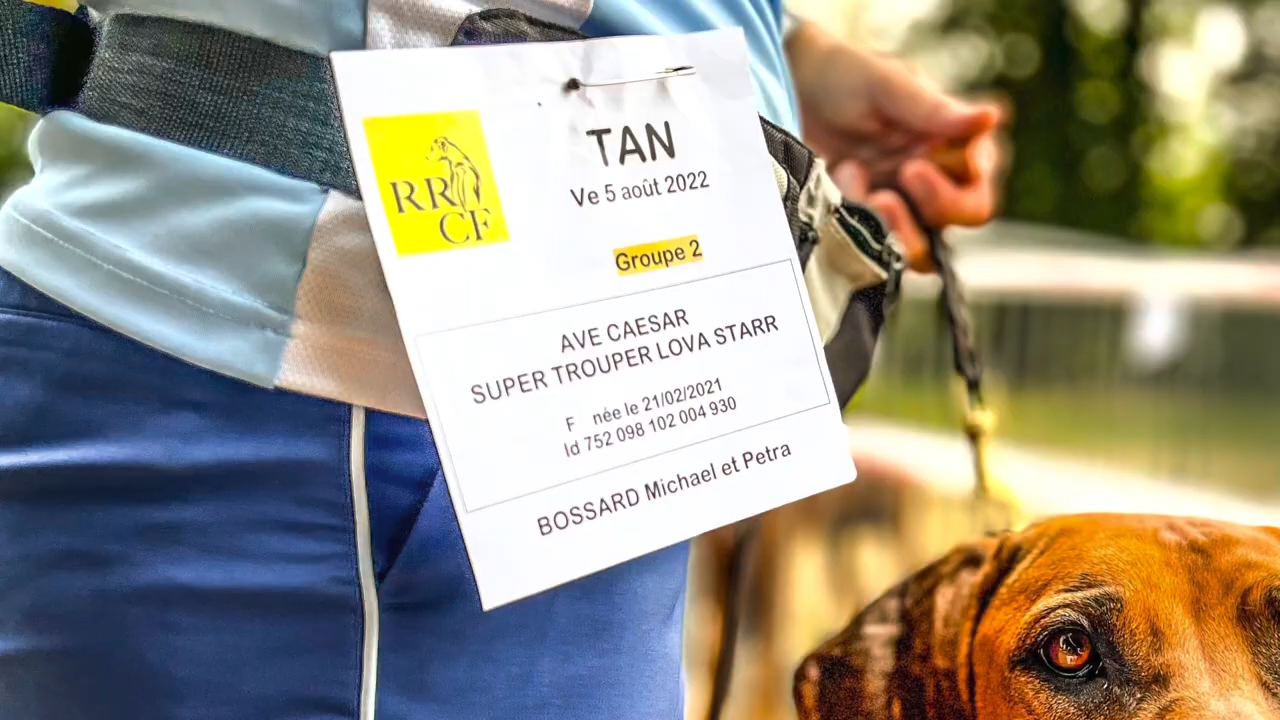 RR
CF
TAN
Ve 5 août 2022
Groupe 2
AVE CAESAR
SUPER TROUPER LOVA STARR
F née le 21/02/2021
Id 752 098 102 004 930
BOSSARD Michael et Petra